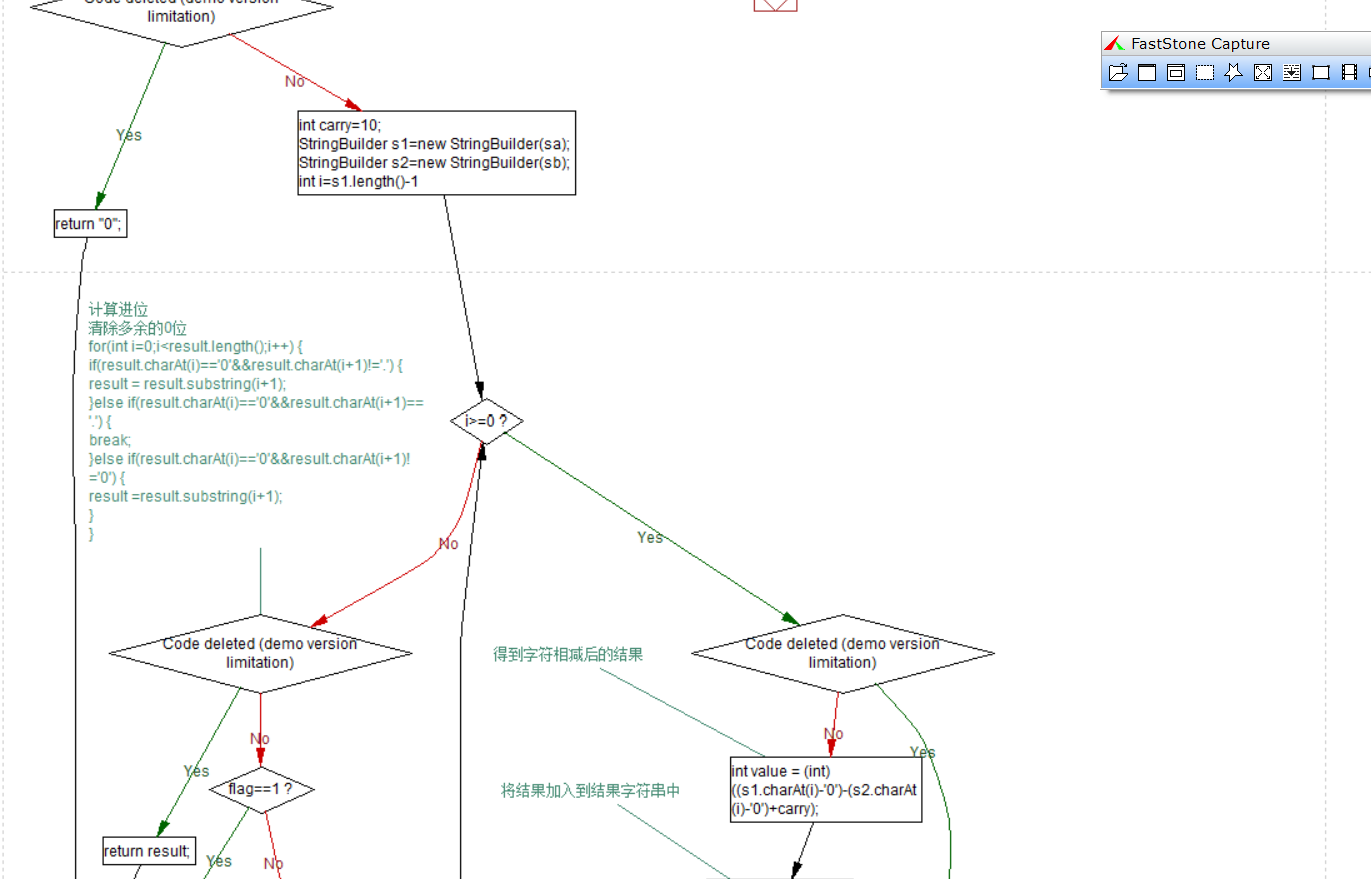 Code deleted (demo version
limitation)
FastStone Capture
No
Yes
int carry=10;
StringBuilder s1=new StringBuilder(sa);
StringBuilder s2=new StringBuilder(sb);
int i=s1.length()-1
return "0";
计算进位
清除多余的0位
for(int i=0;i<result.length();i++) {
if(result.charAt(i)=='0'&&result.charAt(i+1)!='.') {
result = result.substring(i+1);
}else if(result.charAt(i)=='0'&&result.charAt(i+1)==
'.') {
break;
}else if(result.charAt(i)=='0'&&result.charAt(i+1)!
='0') {
result =result.substring(i+1);
}
}
i>=0 ?
No
Yes
Code deleted (demo version
limitation)
得到字符相减后的结果
Code deleted (demo version
limitation)
No
Yes
flag==1 ?
return result;
Yes
No
No
Yes
int value = (int)
((s1.charAt(i)-'0')-(s2.charAt
(i)-'0')+carry);
将结果加入到结果字符串中